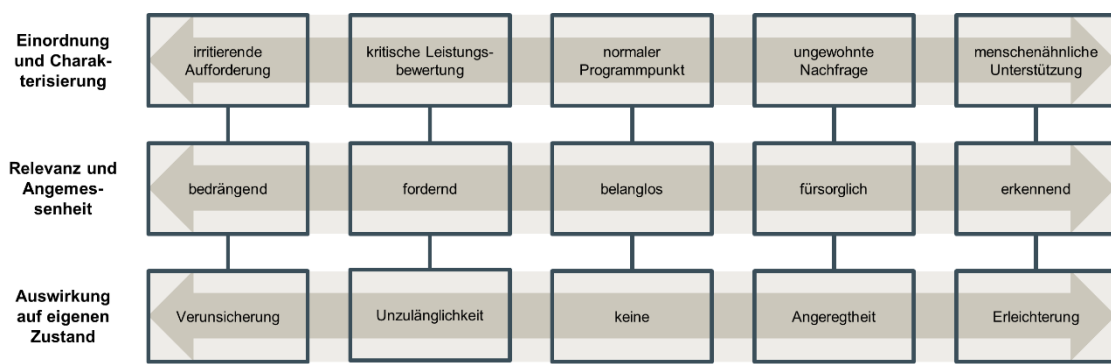 Einordnung
und Charak-
terisierung
irritierende
Aufforderung
kritische Leistungs-
bewertung
normaler
Programmpunkt
ungewohnte
Nachfrage
menschenähnliche
Unterstützung
Relevanz und
Angemes-
senheit
bedrängend
fordernd
belanglos
fürsorglich
erkennend
Auswirkung
auf eigenen
Zustand
Verunsicherung
Unzulänglichkeit
keine
Angeregtheit
Erleichterung